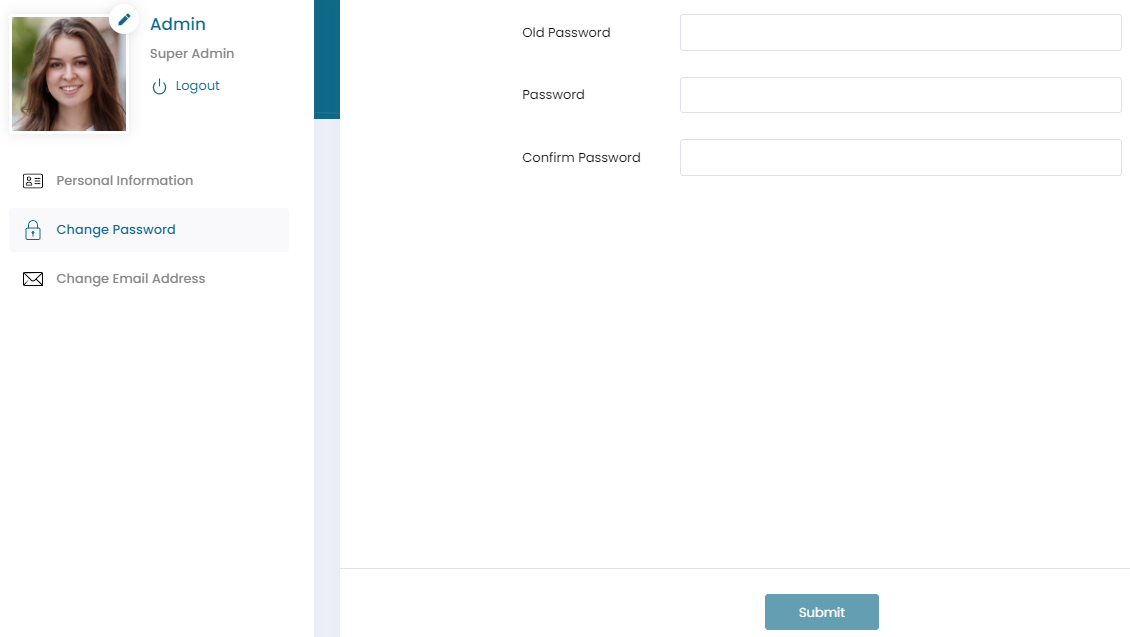 Admin
Super Admin
Logout
Personal Information
Change Password
Change Email Address
Old Password
Password
Confirm Password
Submit